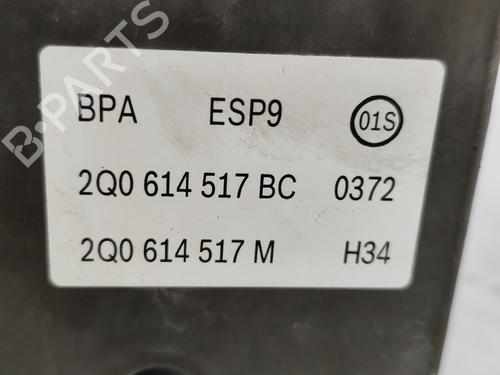 B-PARTS
BPA ESP9 01S
2Q0 614 517 BC 0372
2Q0 614 517 M H34